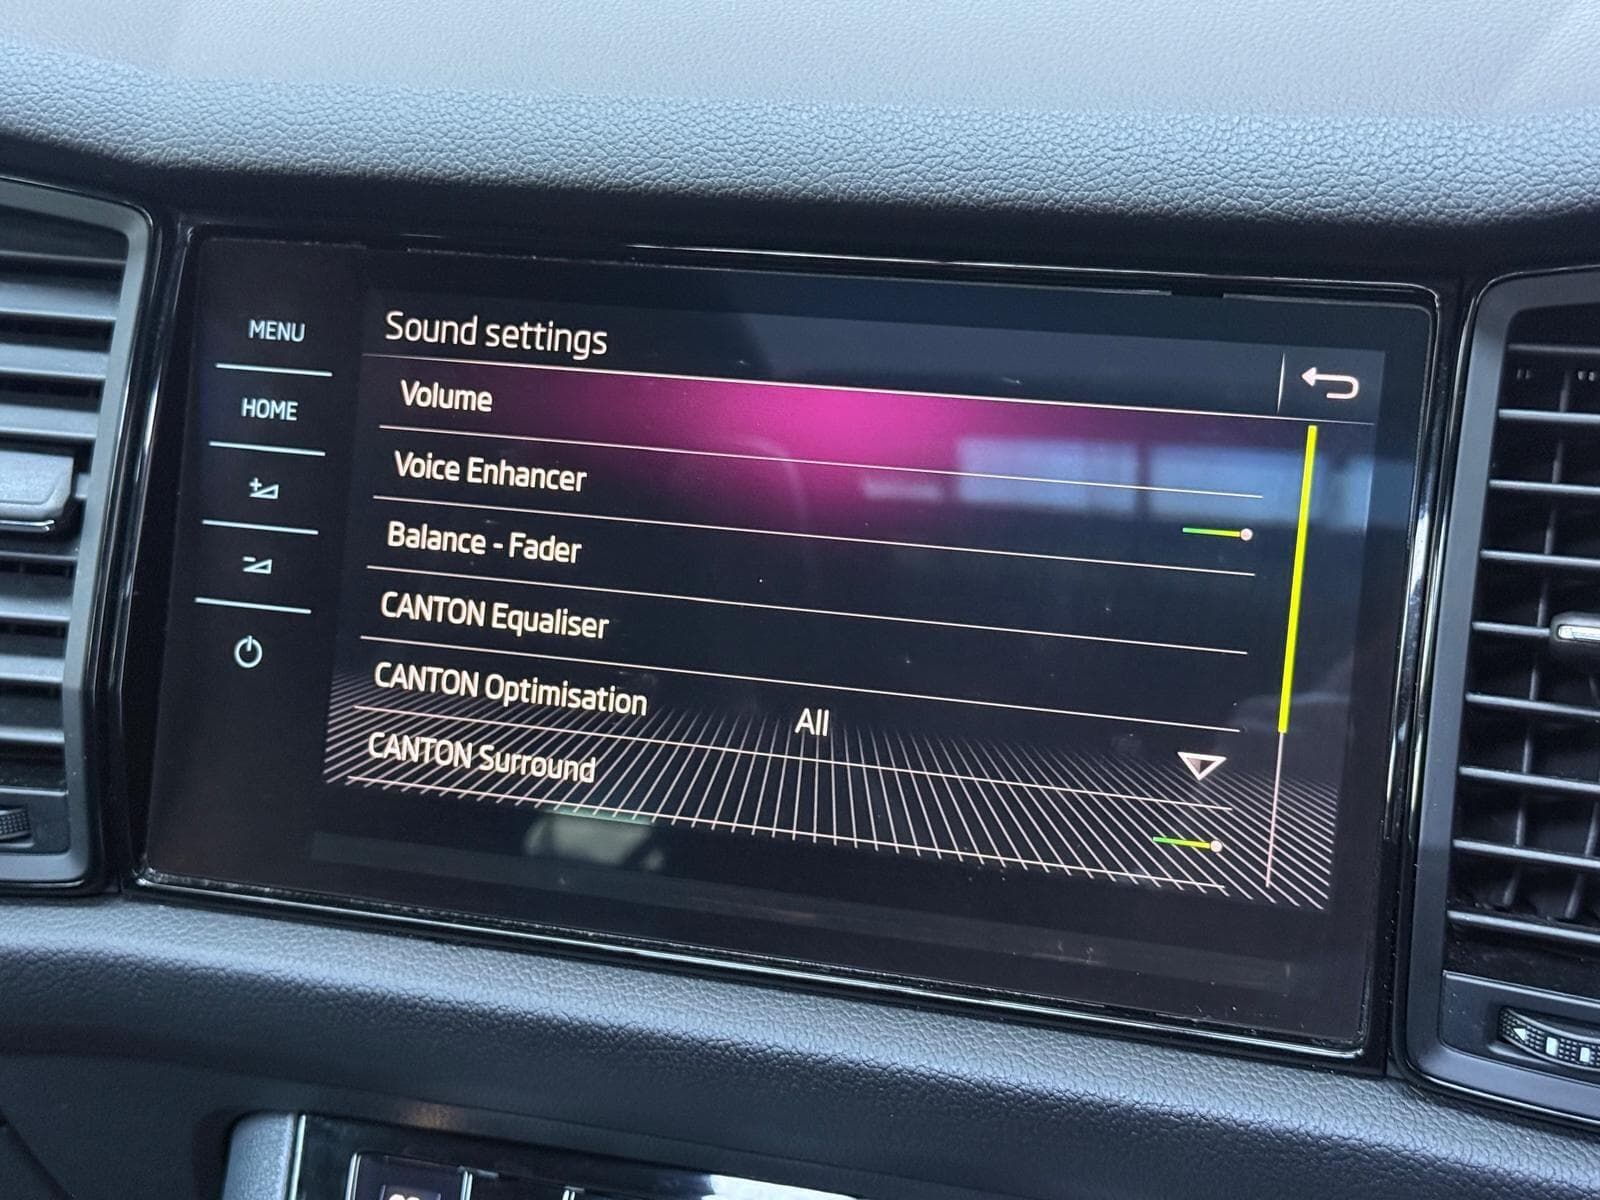 MENU
HOME
Sound settings
Volume
Voice Enhancer
Balance - Fader
CANTON Equaliser
CANTON Optimisation
All
CANTON Surround